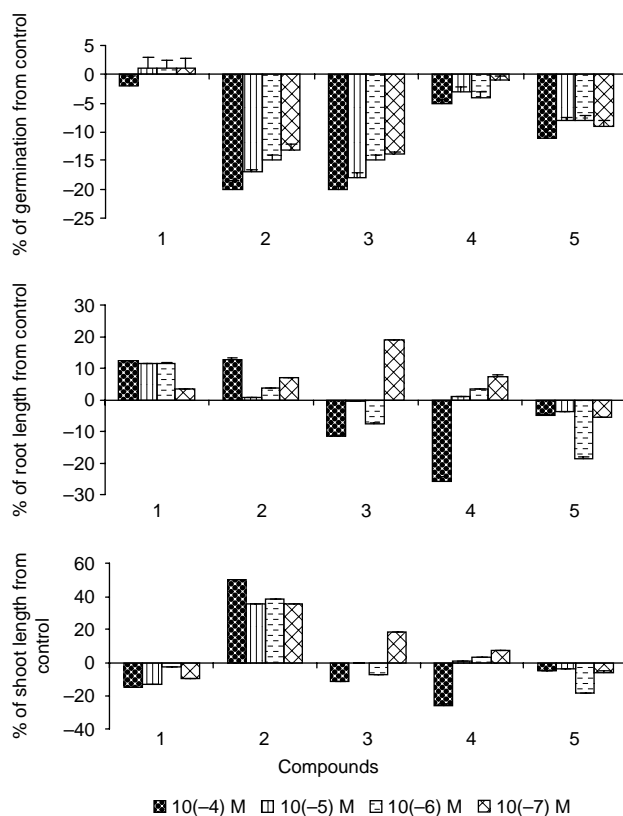 % of germination from control
5
0
−5
−10
−15
−20
−25
1 2 3 4 5
% of root length from control
30
20
10
0
−10
−20
−30
1 2 3 4 5
% of shoot length from
control
60
40
20
0
−20
−40
1 2 3 4 5
Compounds
10(−4) M 10(−5) M 10(−6) M 10(−7) M